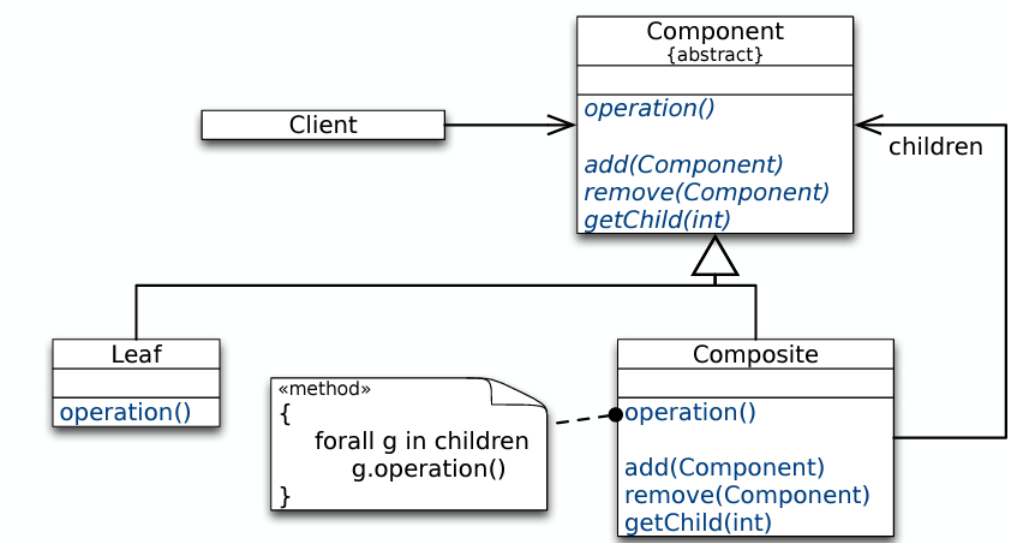 Component
{abstract}
operation()
add(Component)
remove(Component)
getChild(int)
Client
children
Leaf
operation()
«method»
{
forall g in children
g.operation()
}
Composite
operation()
add(Component)
remove(Component)
getChild(int)